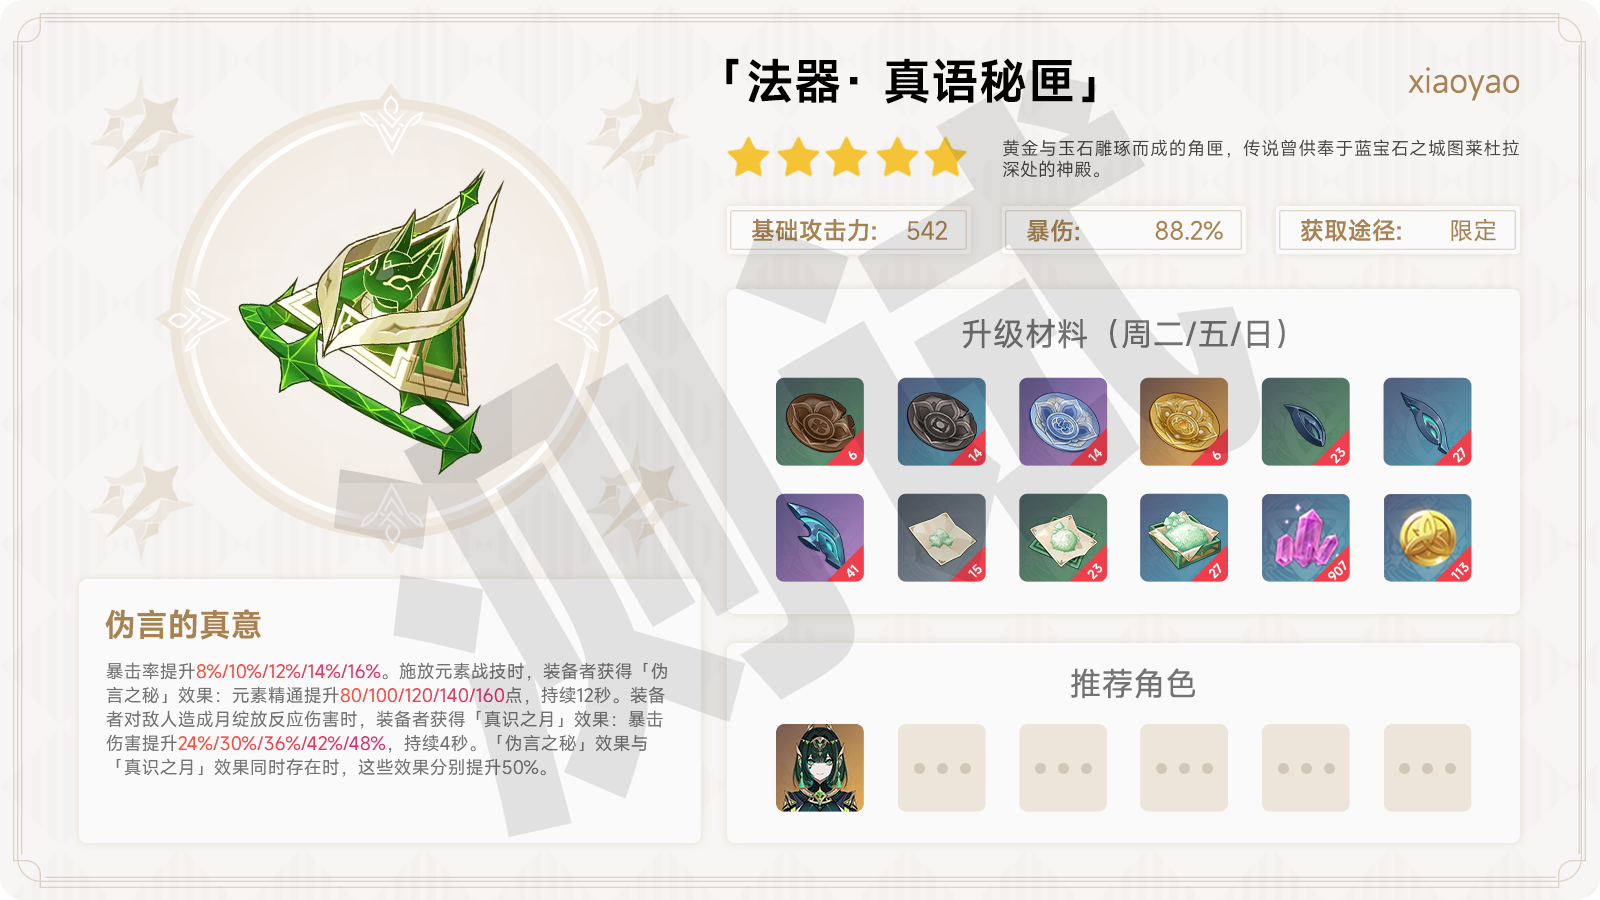 「法器· 真语秘匣」
xiaoyao
黄金与玉石雕琢而成的角匣，传说曾供奉于蓝宝石之城图莱杜拉
深处的神殿。
基础攻击力: 542
暴伤: 88.2%
获取途径: 限定
升级材料（周二/五/日）
6
14
14
6
23
27
41
15
23
27
907
113
伪言的真意
暴击率提升8%/10%/12%/14%/16%。施放元素战技时，装备者获得「伪
言之秘」效果：元素精通提升80/100/120/140/160点，持续12秒。装备
者对敌人造成月绽放反应伤害时，装备者获得「真识之月」效果：暴击
伤害提升24%/30%/36%/42%/48%，持续4秒。「伪言之秘」效果与
「真识之月」效果同时存在时，这些效果分别提升50%。
推荐角色
测试